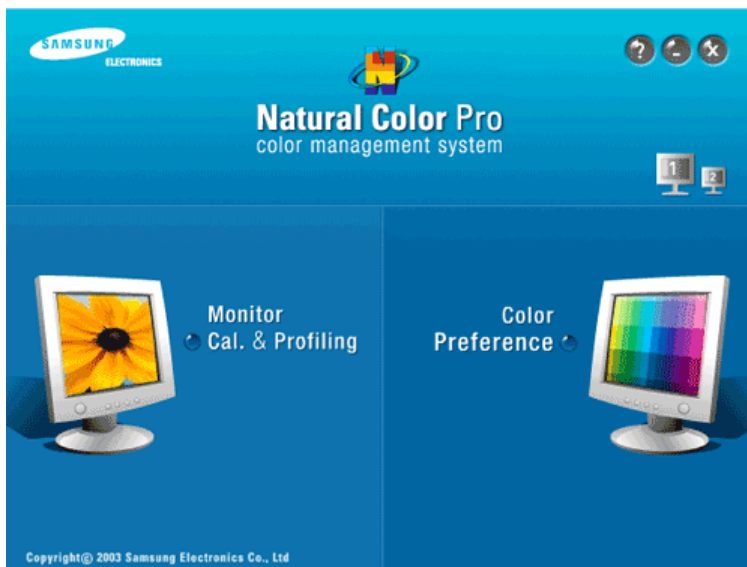 SAMSUNG
ELECTRONICS
? - x
N
Natural Color Pro
color management system
1 2
Monitor
Cal. & Profiling
Color
Preference
Copyright© 2003 Samsung Electronics Co., Ltd